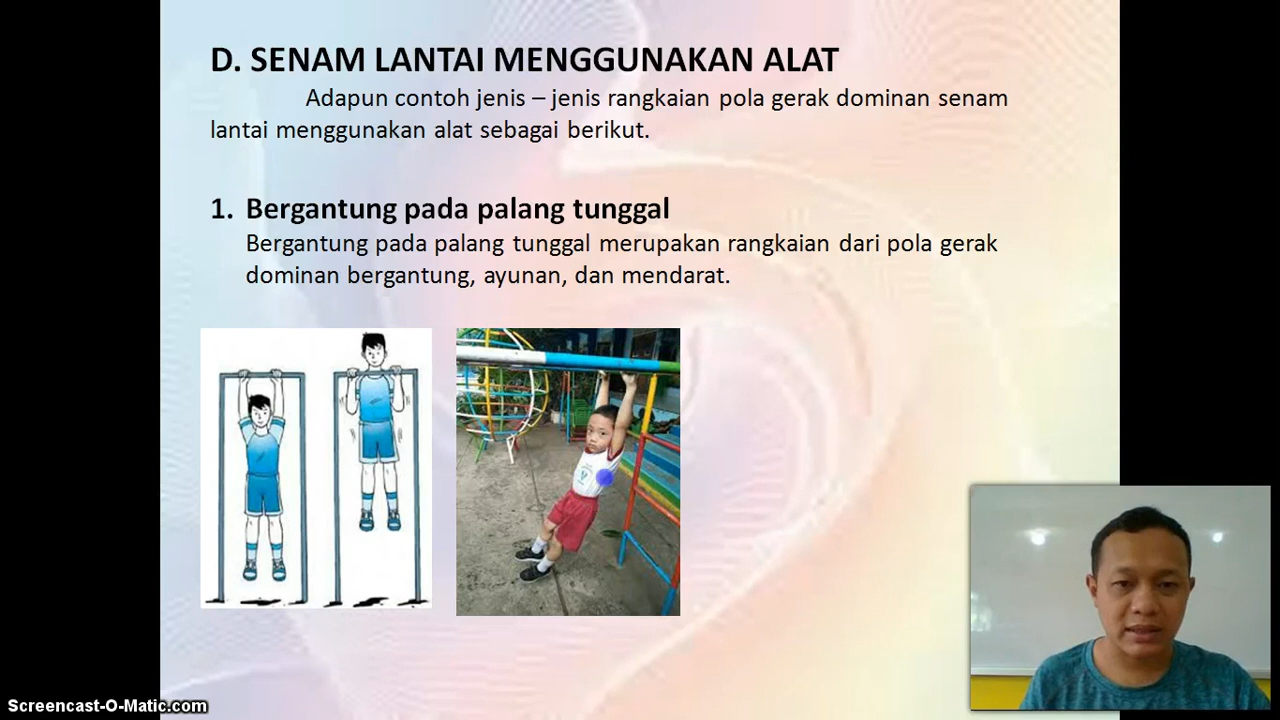 D. SENAM LANTAI MENGGUNAKAN ALAT
Adapun contoh jenis – jenis rangkaian pola gerak dominan senam
lantai menggunakan alat sebagai berikut.
1. Bergantung pada palang tunggal
Bergantung pada palang tunggal merupakan rangkaian dari pola gerak
dominan bergantung, ayunan, dan mendarat.
Screencast-O-Matic.com